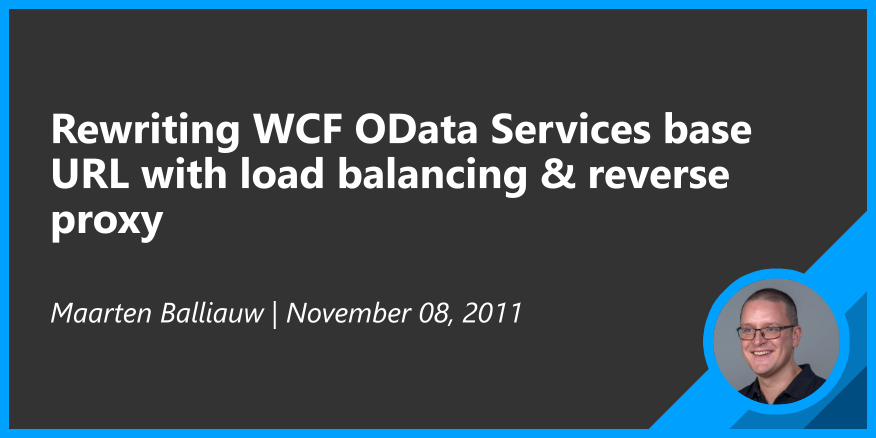 Rewriting WCF OData Services base
URL with load balancing & reverse
proxy
Maarten Balliauw | November 08, 2011